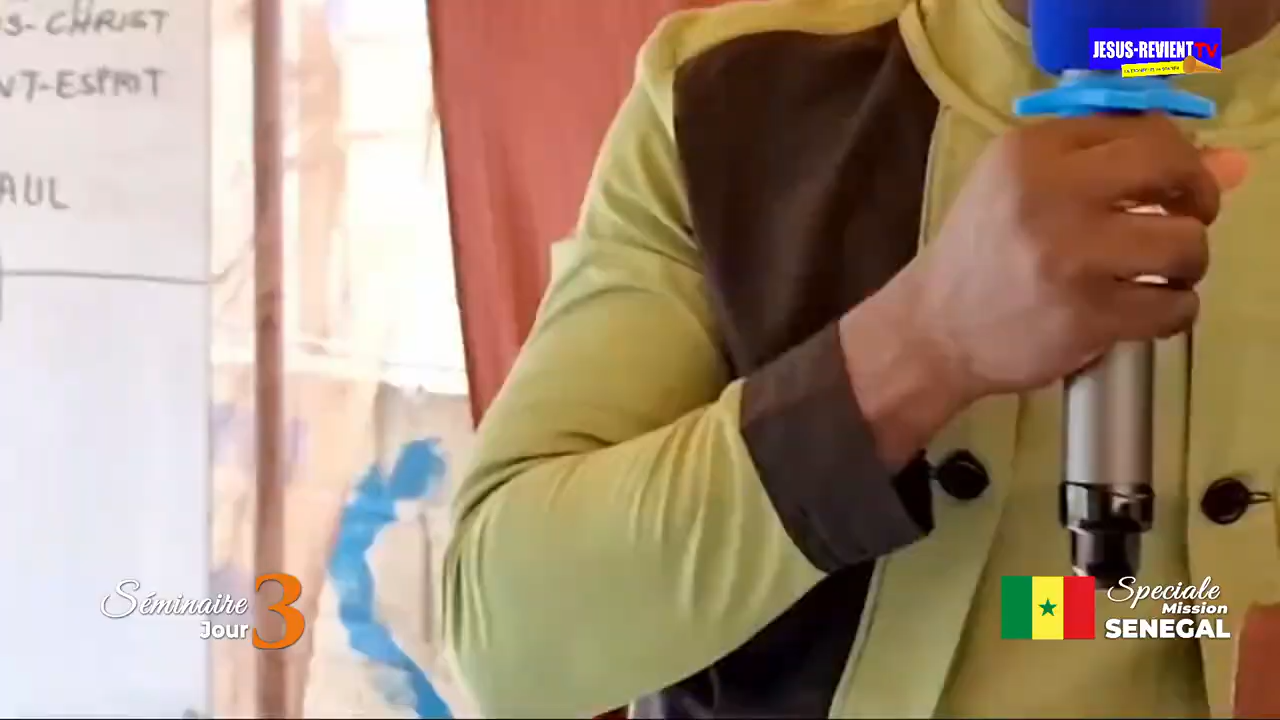 S-CHRIST
NT-ESPRIT
AUL
JESUS-REVIENT TV
Séminaire
Jour 3
Speciale
Mission
SENEGAL